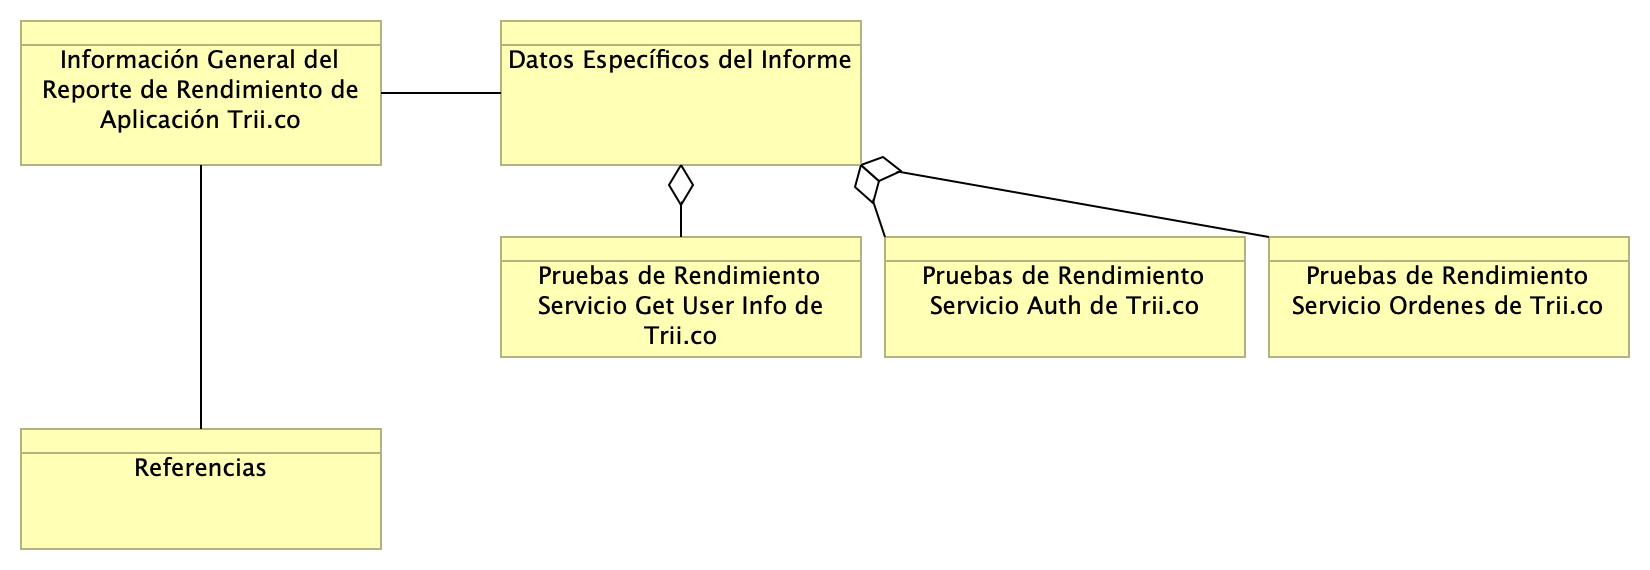 Información General del
Reporte de Rendimiento de
Aplicación Trii.co
Datos Específicos del Informe
Pruebas de Rendimiento
Servicio Get User Info de
Trii.co
Pruebas de Rendimiento
Servicio Auth de Trii.co
Pruebas de Rendimiento
Servicio Ordenes de Trii.co
Referencias